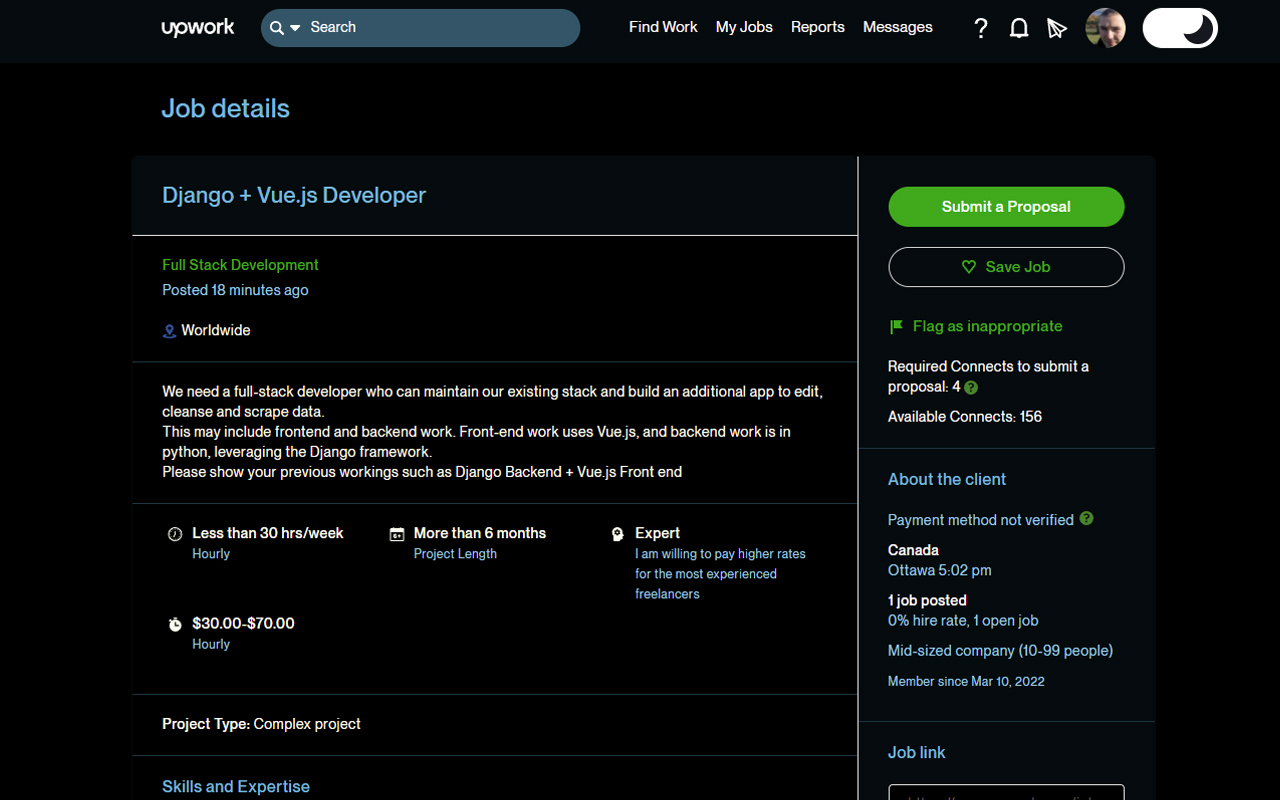 upwork
Search
Find Work
My Jobs
Reports
Messages
Job details
Django + Vue.js Developer
Full Stack Development
Posted 18 minutes ago
Worldwide
We need a full-stack developer who can maintain our existing stack and build an additional app to edit,
cleanse and scrape data.
This may include frontend and backend work. Front-end work uses Vue.js, and backend work is in
python, leveraging the Django framework.
Please show your previous workings such as Django Backend + Vue.js Front end
Less than 30 hrs/week
Hourly
More than 6 months
Project Length
Expert
I am willing to pay higher rates
for the most experienced
freelancers
$30.00-$70.00
Hourly
Project Type: Complex project
Skills and Expertise
Submit a Proposal
Save Job
Flag as inappropriate
Required Connects to submit a
proposal: 4
Available Connects: 156
About the client
Payment method not verified
Canada
Ottawa 5:02 pm
1 job posted
0% hire rate, 1 open job
Mid-sized company (10-99 people)
Member since Mar 10, 2022
Job link